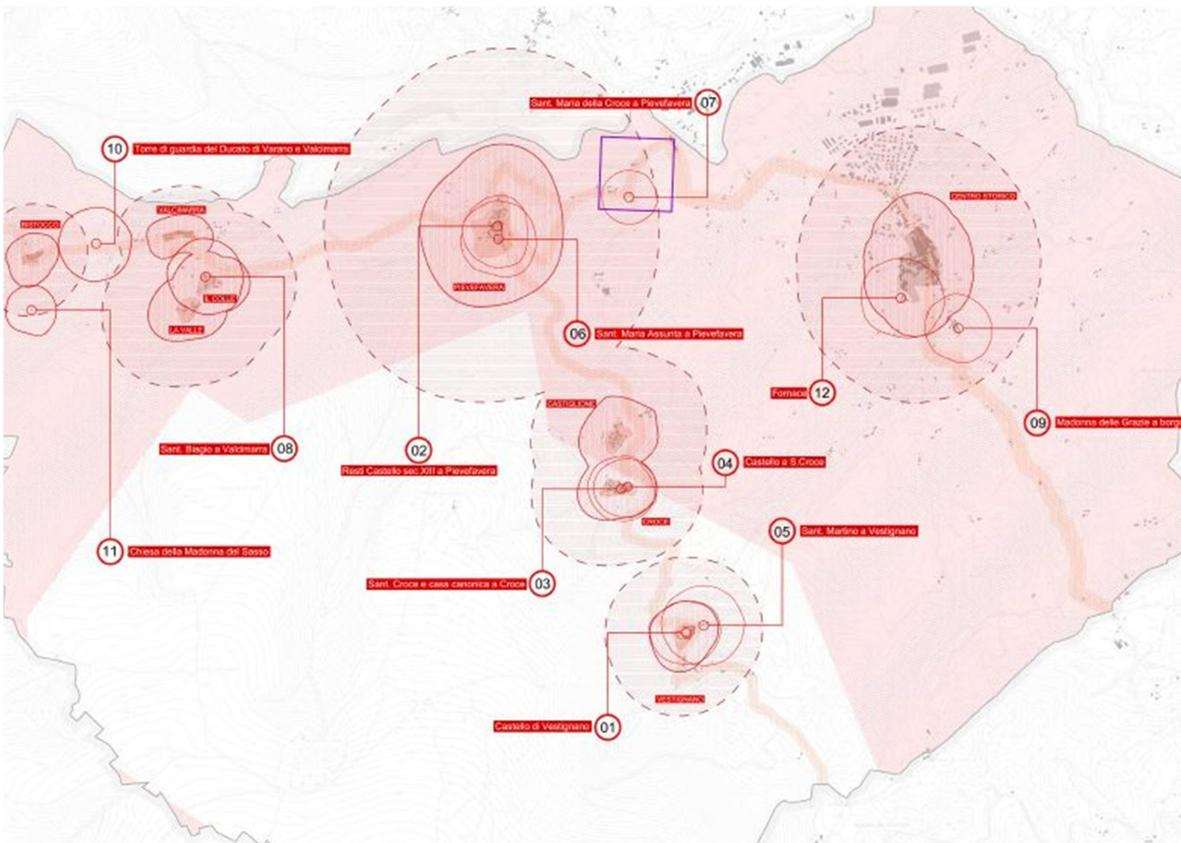 Sant. Maria della Croce a Pievefavera
07
10
Torre di guardia del Ducato di Varano e Valcimarra
CENTRO STORICO
VALCIMARRA
BISTOCCO
PIEVEFAVERA
IL COLLE
LA VALLE
06
Sant. Maria Assunta a Pievefavera
Fornace
12
CASTIGLIONE
09
Madonna delle Grazie a borg
Sant. Biagio a Valcimarra
08
02
Resti Castello sec XIII a Pievefavera
04
Castello a S.Croce
CROCE
05
Sant. Martino a Vestignano
11
Chiesa della Madonna del Sasso
Sant. Croce e casa canonica a Croce
03
VESTIGNANO
Castello di Vestignano
01